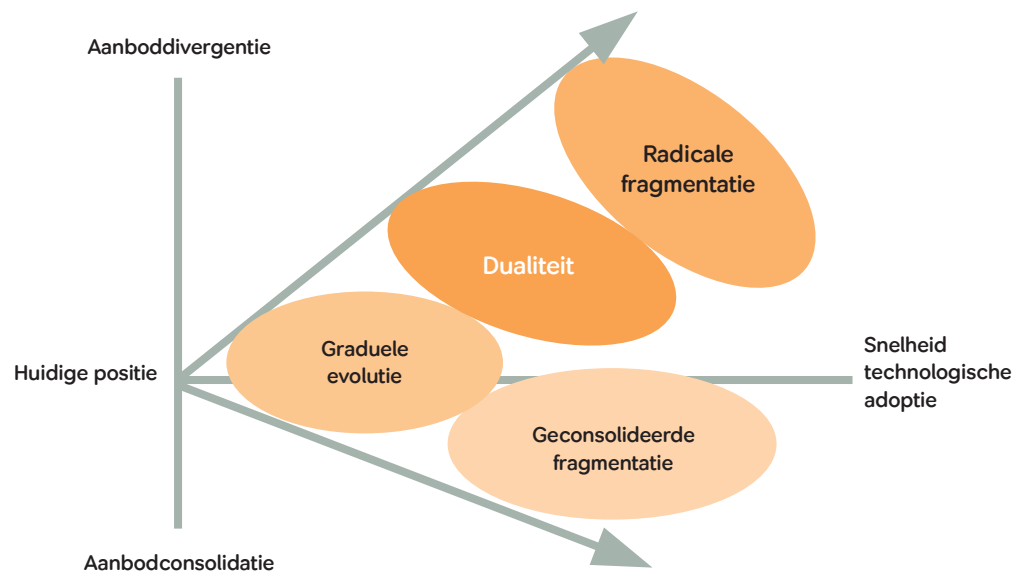 Aanboddivergentie
Radicale
fragmentatie
Dualiteit
Graduele
evolutie
Huidige positie
Snelheid
technologische
adoptie
Geconsolideerde
fragmentatie
Aanbodconsolidatie